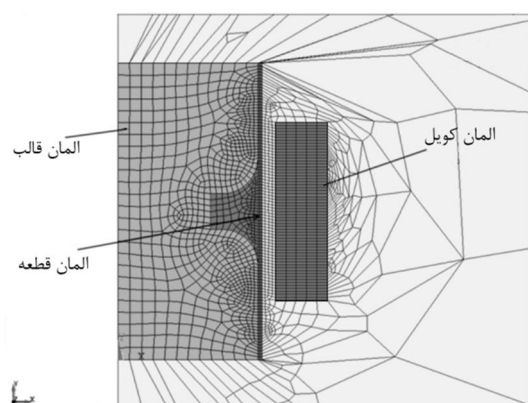 المان قالب
المان کویل
المان قطعه
X
Y
X